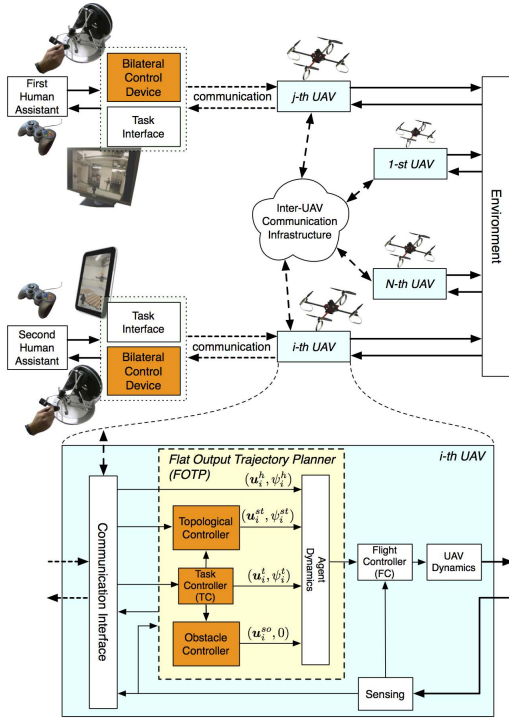 First
Human
Assistant
Bilateral
Control
Device
Task
Interface
communication
j-th UAV
1-st UAV
Inter-UAV
Communication
Infrastructure
N-th UAV
Environment
Second
Human
Assistant
Task
Interface
Bilateral
Control
Device
communication
i-th UAV
i-th UAV
Flat Output Trajectory Planner
(FOTP)
Communication Interface
(u_i^h, ψ_i^h)
Topological
Controller
(u_i^{st}, ψ_i^{st})
Task
Controller
(TC)
(u_i^t, ψ_i^t)
Obstacle
Controller
(u_i^{so}, 0)
Agent
Dynamics
Flight
Controller
(FC)
UAV
Dynamics
Sensing